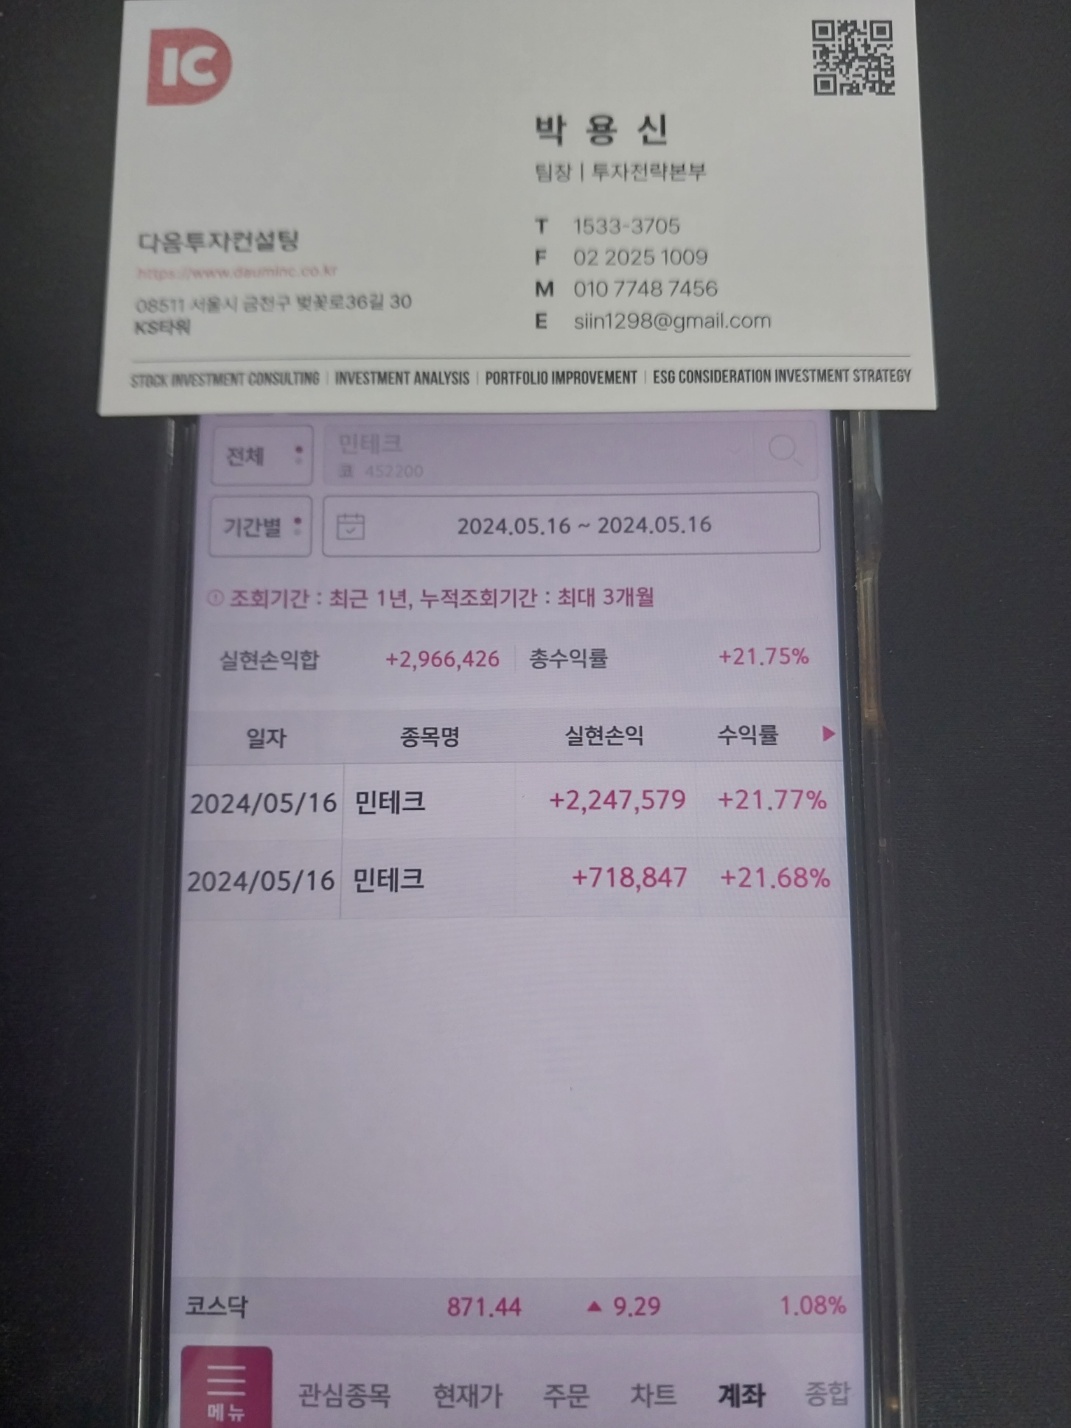 IC
박용신
팀장 | 투자전략본부
다음투자컨설팅
https://www.dauminc.co.kr
08511 서울시 금천구 벚꽃로36길 30
KS타워
T 1533-3705
F 02 2025 1009
M 010 7748 7456
E siin1298@gmail.com
STOCK INVESTMENT CONSULTING | INVESTMENT ANALYSIS | PORTFOLIO IMPROVEMENT | ESG CONSIDERATION INVESTMENT STRATEGY
전체 민테크
코 452200
기간별 2024.05.16 ~ 2024.05.16
조회기간 : 최근 1년, 누적조회기간 : 최대 3개월
실현손익합 +2,966,426 총수익률 +21.75%
일자 종목명 실현손익 수익률
2024/05/16 민테크 +2,247,579 +21.77%
2024/05/16 민테크 +718,847 +21.68%
코스닥 871.44 ▲ 9.29 1.08%
메뉴 관심종목 현재가 주문 차트 계좌 종합